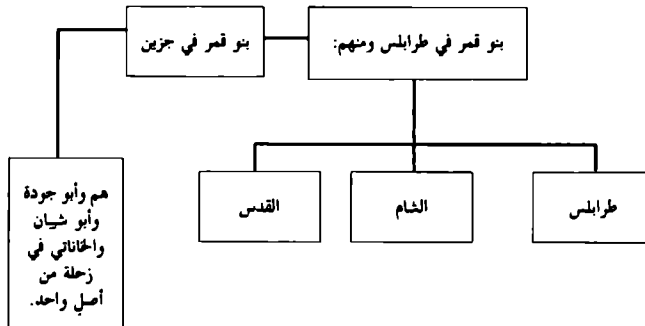 بنو قمر في طرابلس ومنهم:
بنو قمر في جزين
طرابلس
الشام
القدس
هم وأبو جودة
وأبو شيبان
والخاناتي في
زحلة من
أصل واحد.